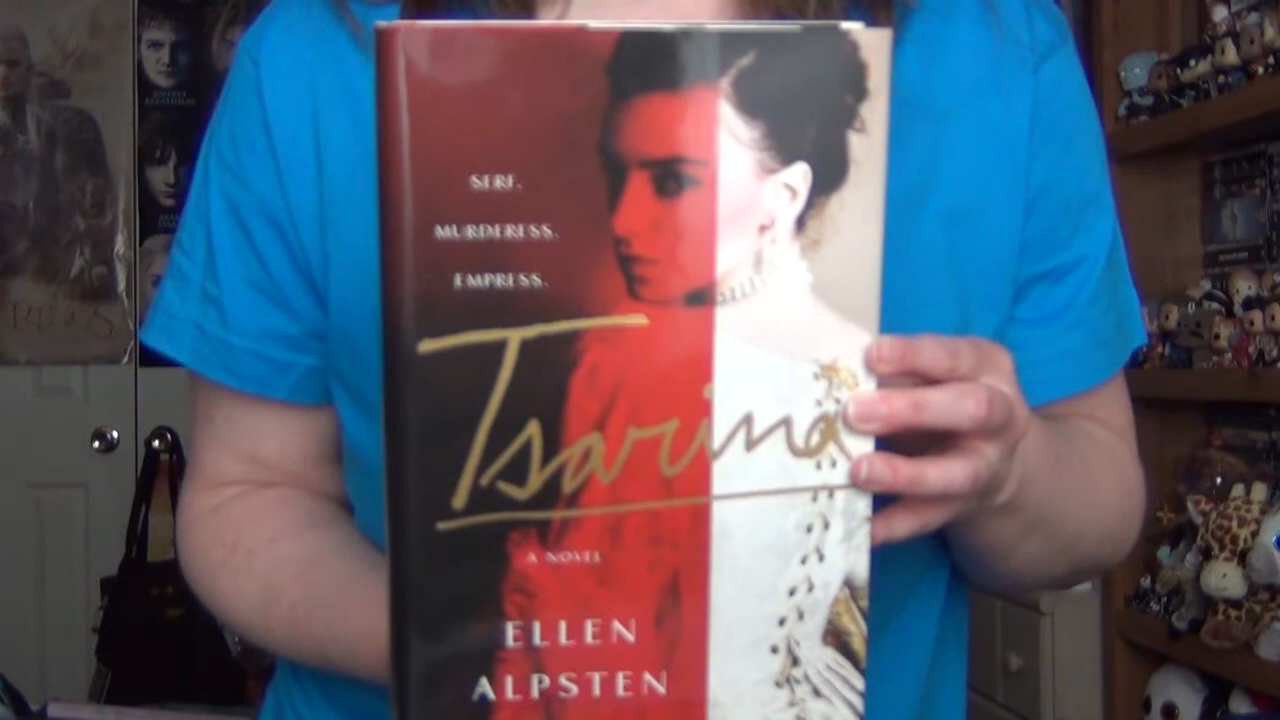 SERF.
MURDERESS.
EMPRESS.
Tsarina
A NOVEL
ELLEN
ALPSTEN